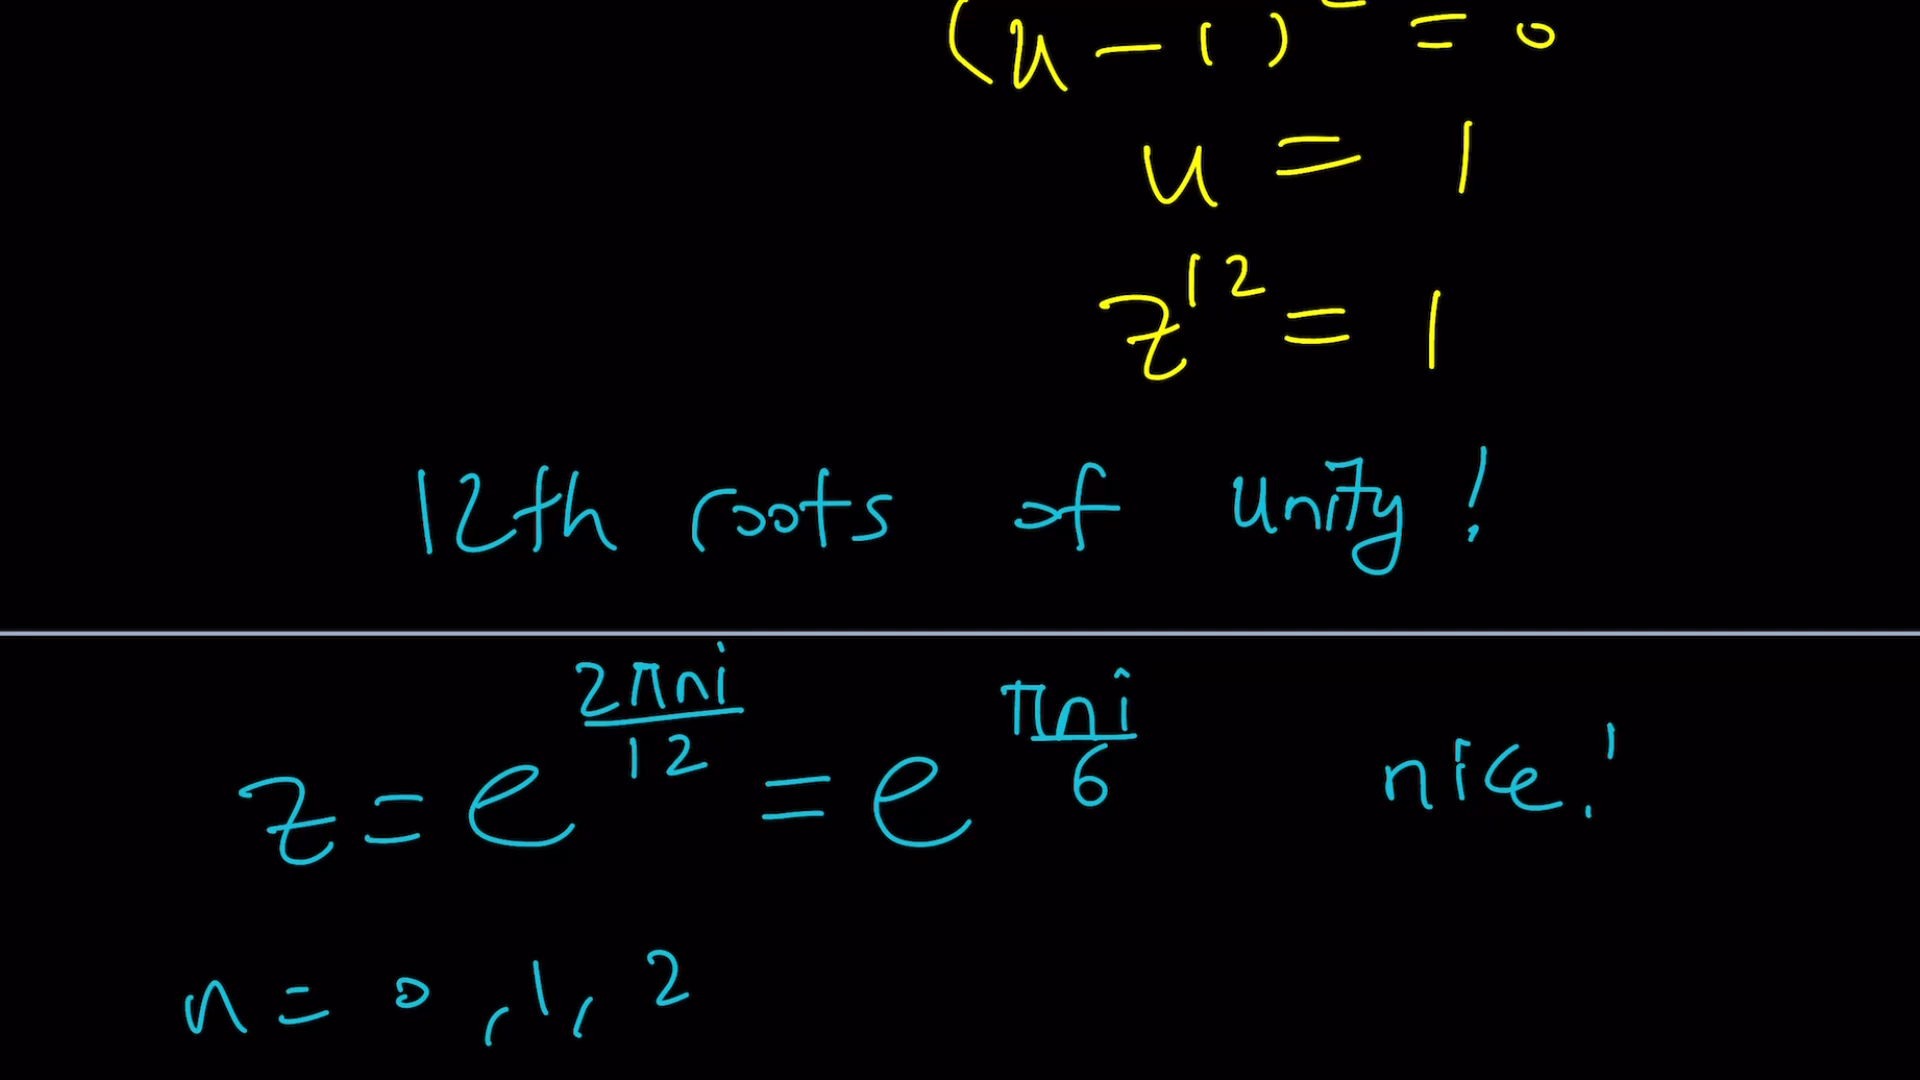 (u - 1)² = 0
u = 1
z¹² = 1
12th roots of unity!
z = e^(2πni/12) = e^(πni/6) nice!
n = 0, 1, 2